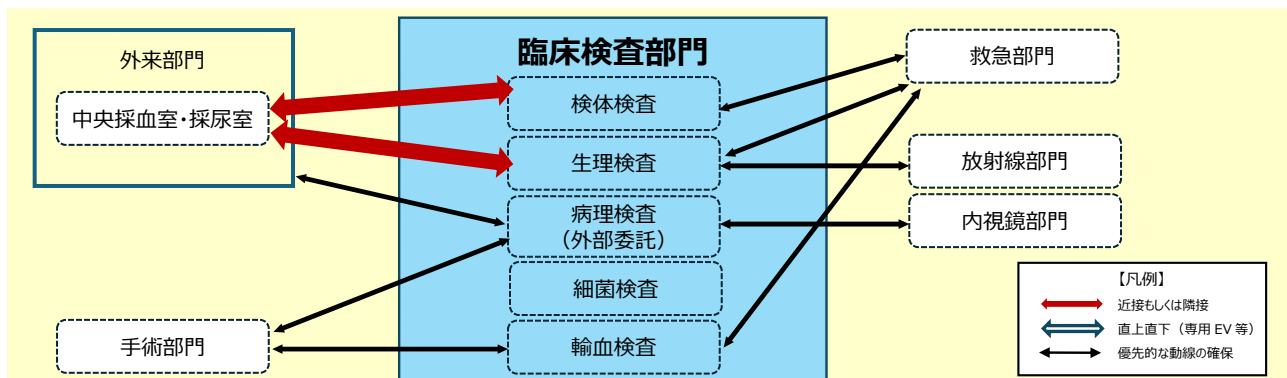 外来部門
中央採血室・採尿室
手術部門
臨床検査部門
検体検査
生理検査
病理検査
（外部委託）
細菌検査
輸血検査
救急部門
放射線部門
内視鏡部門
【凡例】
近接もしくは隣接
直上直下（専用 EV 等）
優先的な動線の確保